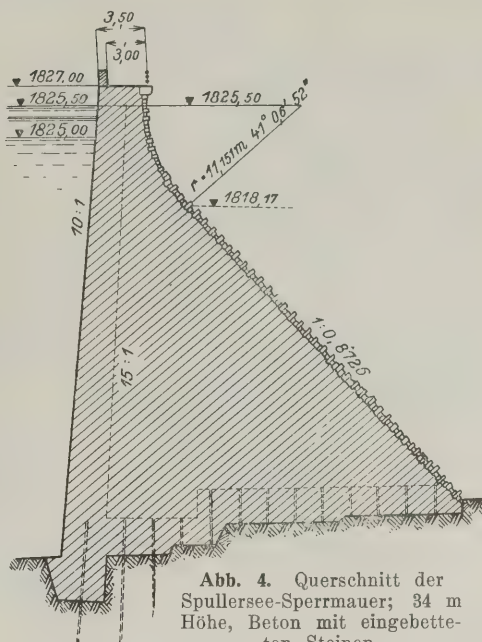 3,50
3,00
1827,00
1825,50
1825,50
1825,00
r=11,151m 41° 06' 52"
1818,17
10:1
15:1
1:0,8726
Abb. 4. Querschnitt der
Spullersee-Sperrmauer; 34 m
Höhe, Beton mit eingebette-
ten Steinen